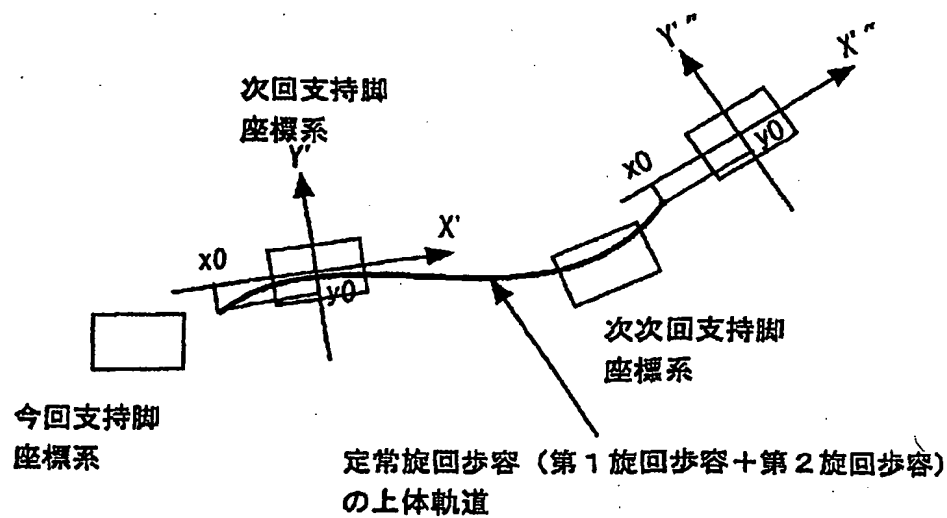 次回支持脚
座標系
Y'
X'
x0
y0
Y'"
X'"
x0
y0
今回支持脚
座標系
次次回支持脚
座標系
定常旋回歩容（第１旋回歩容＋第２旋回歩容）
の上体軌道